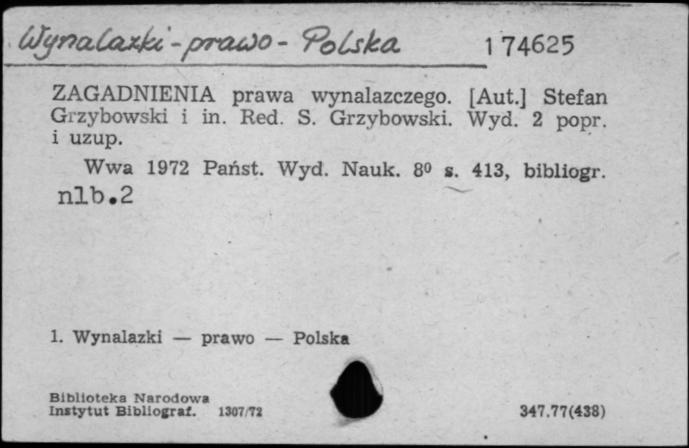 Wynalazki - prawo - Polska 174625
ZAGADNIENIA prawa wynalazczego. [Aut.] Stefan
Grzybowski i in. Red. S. Grzybowski. Wyd. 2 popr.
i uzup.
Wwa 1972 Państ. Wyd. Nauk. 8⁰ s. 413, bibliogr.
nlb.2
1. Wynalazki — prawo — Polska
Biblioteka Narodowa
Instytut Bibliograf. 1307/72 347.77(438)